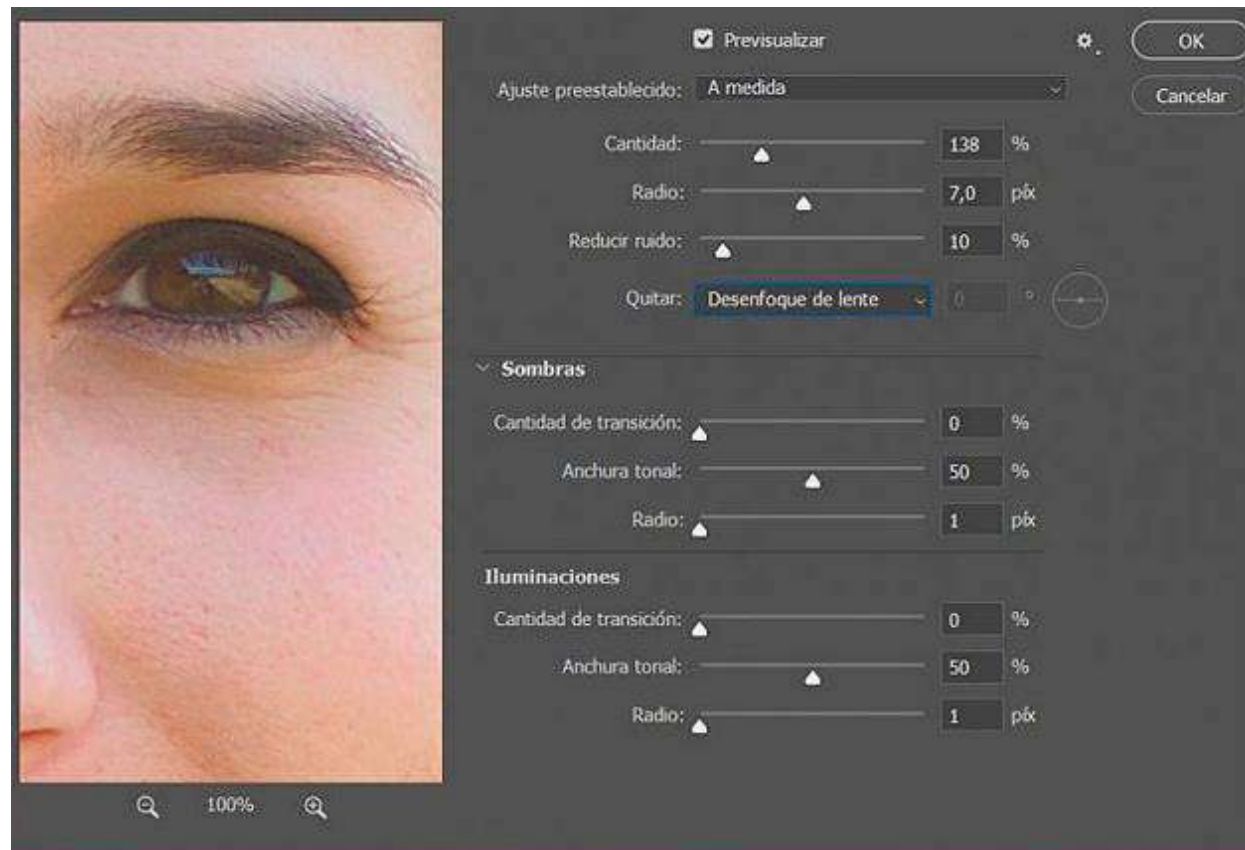 Previsualizar
OK
Ajuste preestablecido: A medida
Cancelar
Cantidad: 138 %
Radio: 7,0 píx
Reducir ruido: 10 %
Quitar: Desenfoque de lente 0 °
Sombras
Cantidad de transición: 0 %
Anchura tonal: 50 %
Radio: 1 píx
Iluminaciones
Cantidad de transición: 0 %
Anchura tonal: 50 %
Radio: 1 píx
100%